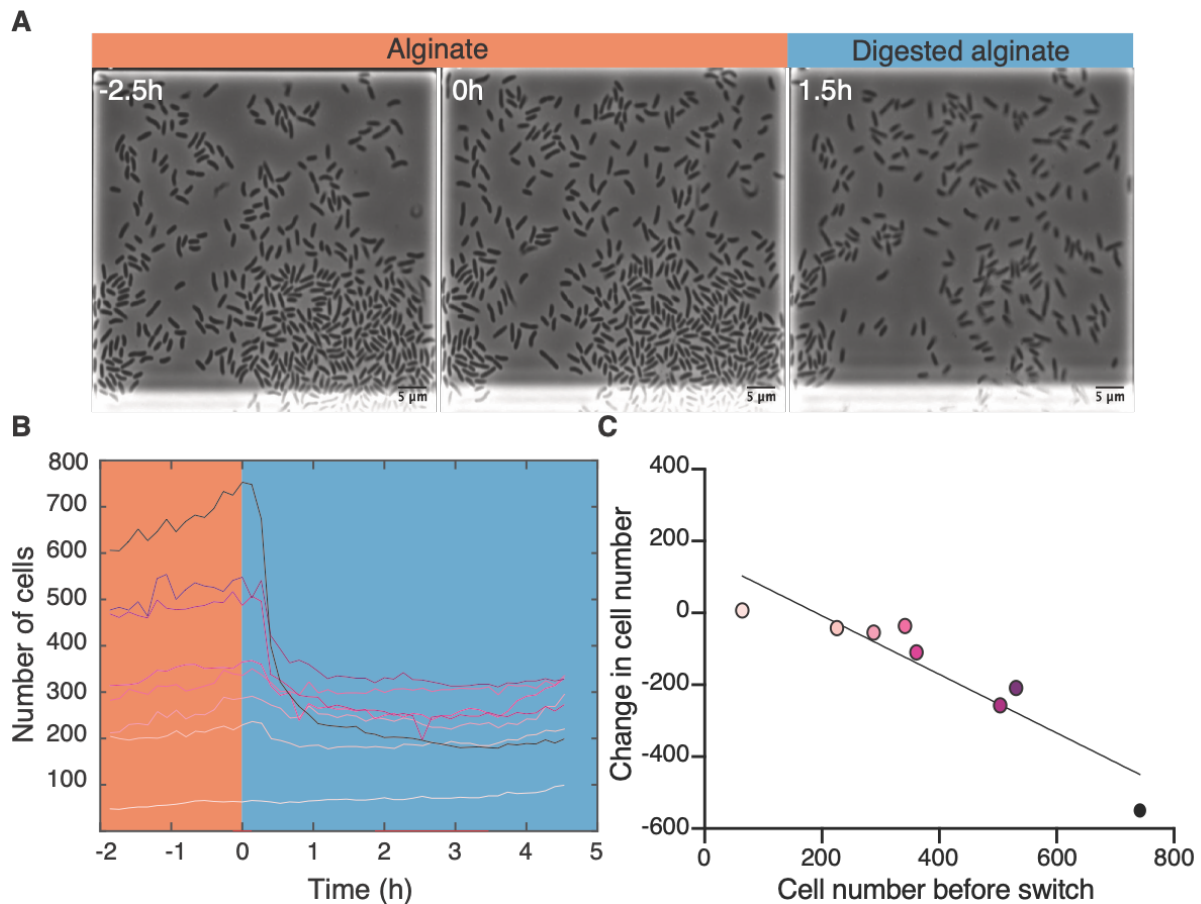 A
Alginate
Digested alginate
-2.5h
0h
1.5h
5 µm
5 µm
5 µm
B
800
700
600
500
400
300
200
100
Number of cells
-2 -1 0 1 2 3 4 5
Time (h)
C
400
200
0
-200
-400
-600
Change in cell number
0 200 400 600 800
Cell number before switch